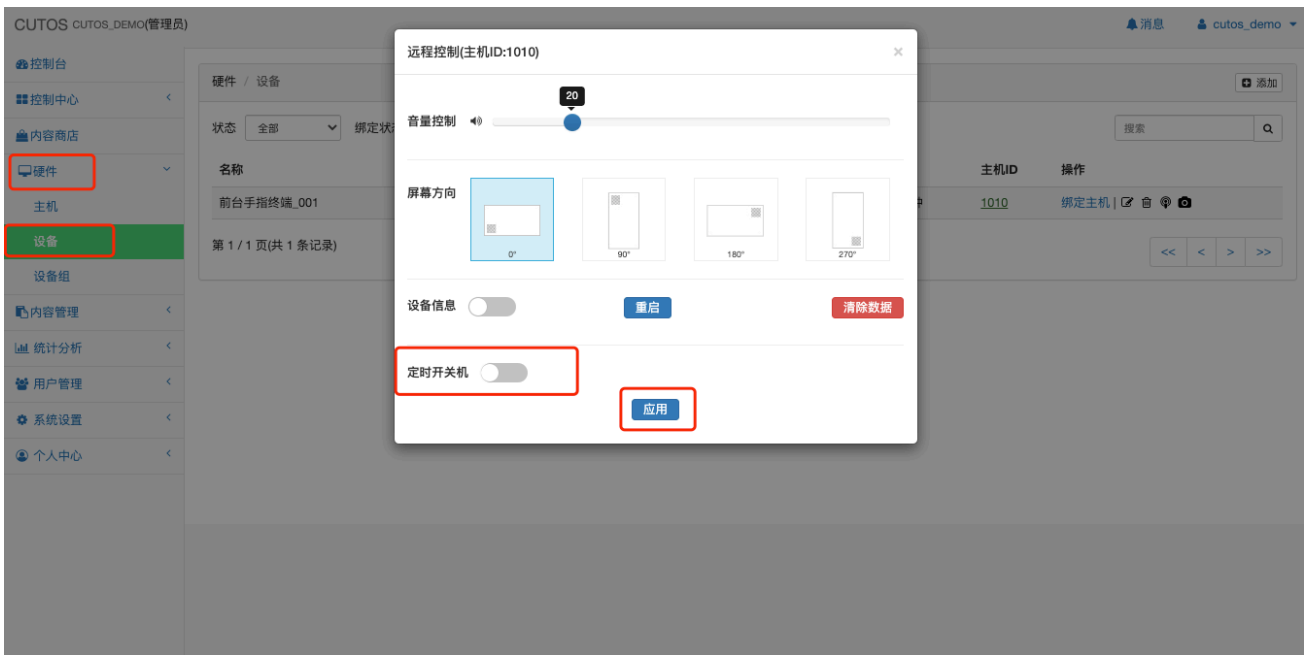 CUTOS CUTOS_DEMO(管理员)
消息
cutos_demo
控制台
控制中心
内容商店
硬件
主机
设备
设备组
内容管理
统计分析
用户管理
系统设置
个人中心
硬件 / 设备
添加
状态 全部 绑定状
搜索
名称
主机ID
操作
前台手指终端_001
1010
绑定主机|
第 1 / 1 页(共 1 条记录)
<< < > >>
远程控制(主机ID:1010)
×
20
音量控制
屏幕方向
0° 90° 180° 270°
设备信息
重启
清除数据
定时开关机
应用